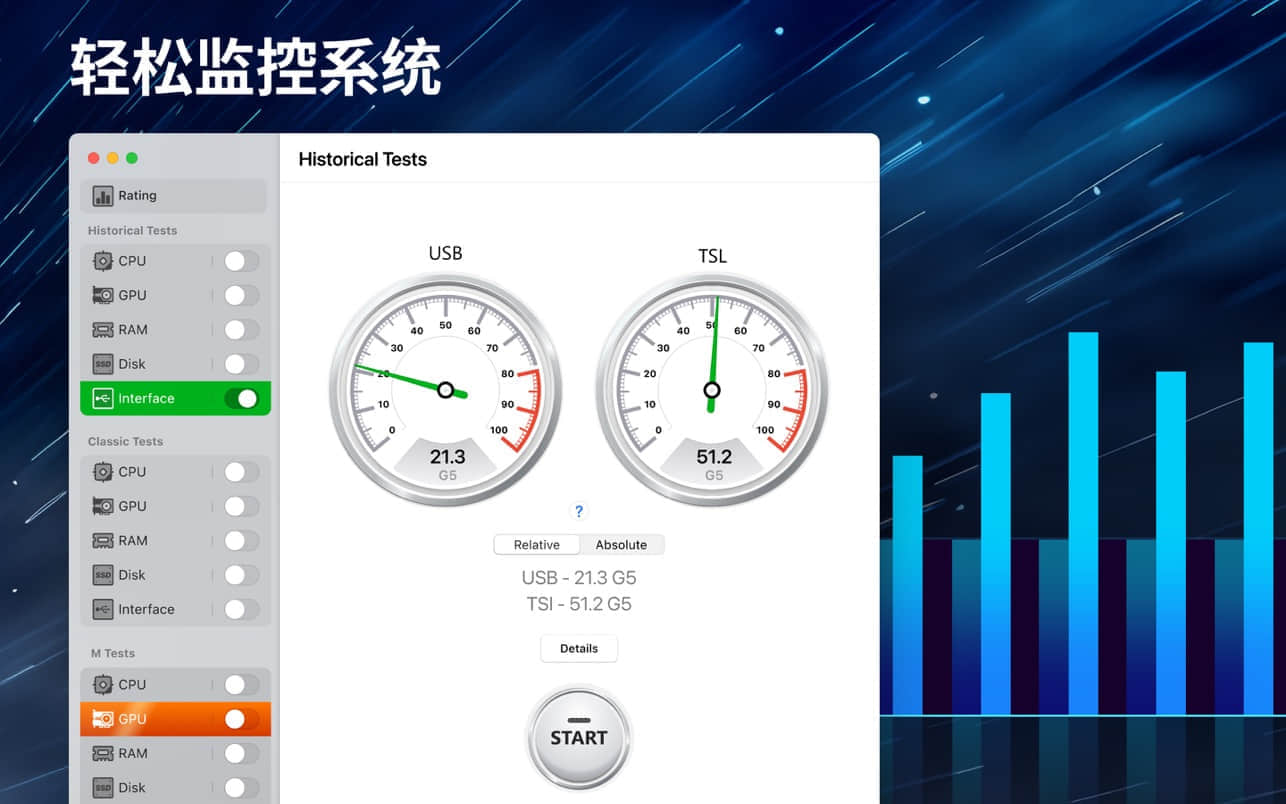 轻松监控系统
Historical Tests
Rating
Historical Tests
CPU
GPU
RAM
SSD Disk
Interface
Classic Tests
CPU
GPU
RAM
SSD Disk
Interface
M Tests
CPU
GPU
RAM
SSD Disk
USB
0 10 20 30 40 50 60 70 80 90 100
21.3
G5
TSL
0 10 20 30 40 50 60 70 80 90 100
51.2
G5
?
Relative Absolute
USB - 21.3 G5
TSI - 51.2 G5
Details
START